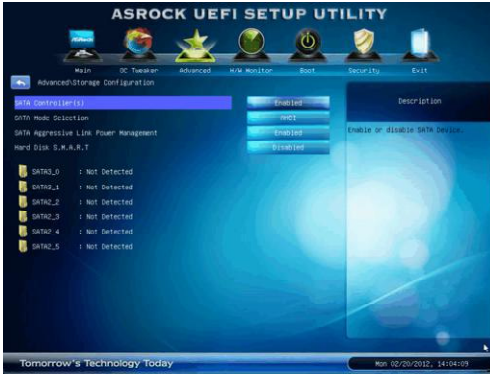 ASROCK UEFI SETUP UTILITY
ASRock
Main OC Tweaker Advanced H/W Monitor Boot Security Exit
Advanced\Storage Configuration
SATA Controller(s) Enabled
SATA Mode Selection AHCI
SATA Aggressive Link Power Management Enabled
Hard Disk S.M.A.R.T Disabled
SATA3_0 : Not Detected
SATA3_1 : Not Detected
SATA2_2 : Not Detected
SATA2_3 : Not Detected
SATA2_4 : Not Detected
SATA2_5 : Not Detected
Description
Enable or disable SATA Device.
Tomorrow's Technology Today
Mon 02/20/2012, 14:04:09